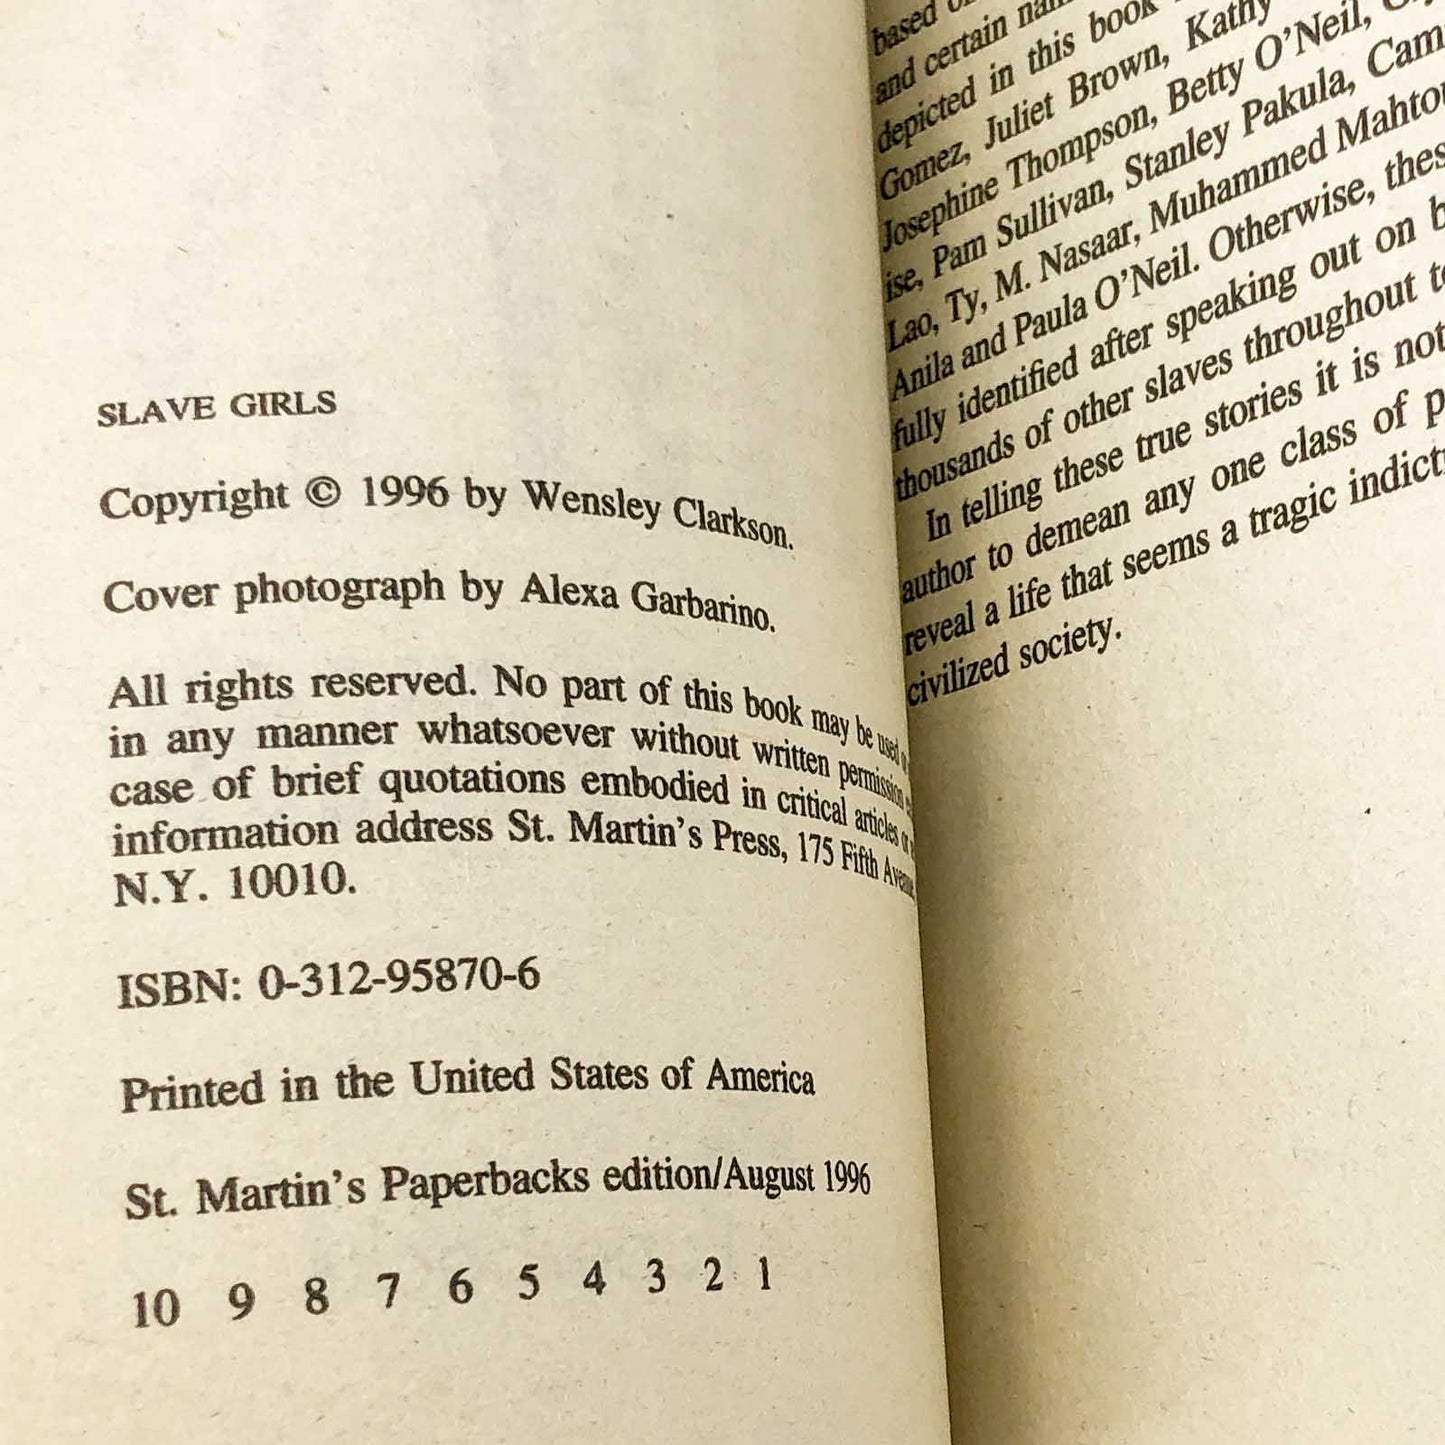 SLAVE GIRLS
Copyright © 1996 by Wensley Clarkson.
Cover photograph by Alexa Garbarino.
All rights reserved. No part of this book may be used or
in any manner whatsoever without written permission
case of brief quotations embodied in critical articles or
information address St. Martin's Press, 175 Fifth Avenue
N.Y. 10010.
ISBN: 0-312-95870-6
Printed in the United States of America
St. Martin's Paperbacks edition/August 1996
10 9 8 7 6 5 4 3 2 1
based
and certain
depicted in this book
Gomez, Juliet Brown, Kathy
Josephine Thompson, Betty O'Neil,
ise, Pam Sullivan, Stanley Pakula, Cam
Lao, Ty, M. Nasaar, Muhammed Mahtou
Anila and Paula O'Neil. Otherwise, thes
fully identified after speaking out on b
thousands of other slaves throughout t
In telling these true stories it is not
author to demean any one class of p
reveal a life that seems a tragic indict
civilized society.